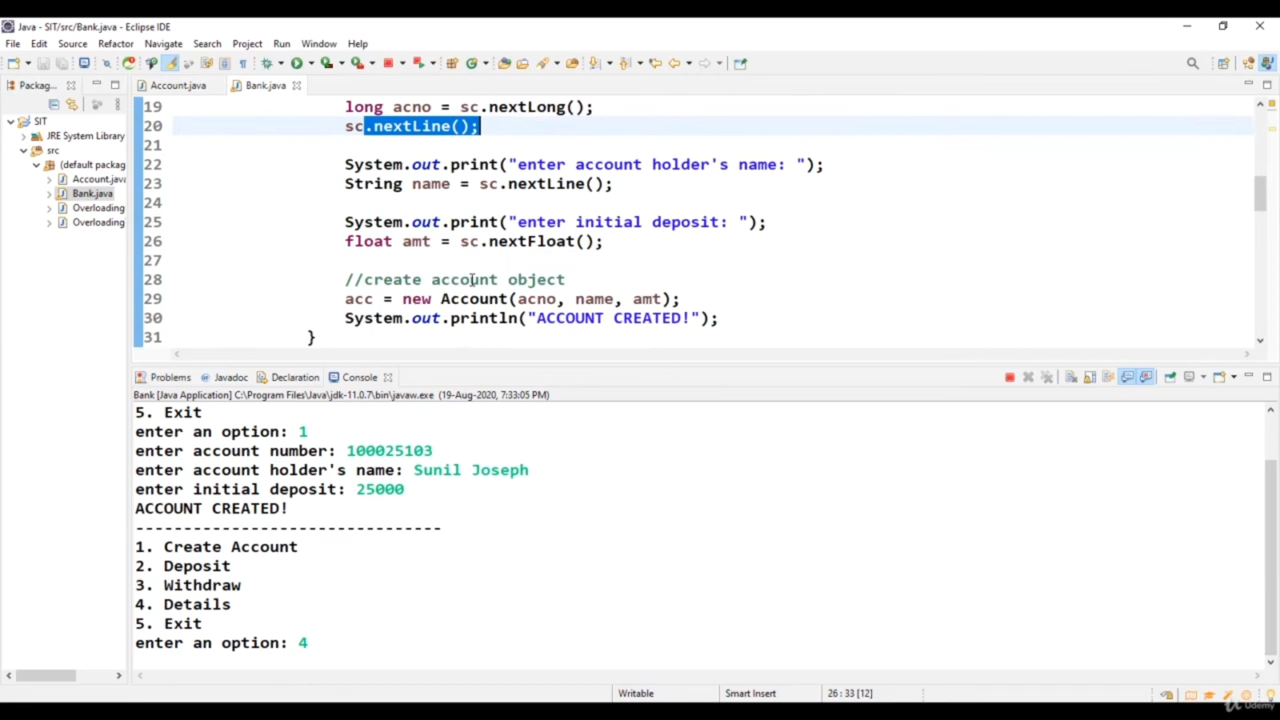 Java - SIT/src/Bank.java - Eclipse IDE
File Edit Source Refactor Navigate Search Project Run Window Help
Packag... Account.java Bank.java
SIT
JRE System Library
src
(default packag
Account.java
Bank.java
Overloading
Overloading
19 long acno = sc.nextLong();
20 sc.nextLine();
21
22 System.out.print("enter account holder's name: ");
23 String name = sc.nextLine();
24
25 System.out.print("enter initial deposit: ");
26 float amt = sc.nextFloat();
27
28 //create account object
29 acc = new Account(acno, name, amt);
30 System.out.println("ACCOUNT CREATED!");
31 }
Problems Javadoc Declaration Console
Bank [Java Application] C:\Program Files\Java\jdk-11.0.7\bin\javaw.exe (19-Aug-2020, 7:33:05 PM)
5. Exit
enter an option: 1
enter account number: 100025103
enter account holder's name: Sunil Joseph
enter initial deposit: 25000
ACCOUNT CREATED!
--------------------------------
1. Create Account
2. Deposit
3. Withdraw
4. Details
5. Exit
enter an option: 4
Writable Smart Insert 26 : 33 [12]
Udemy